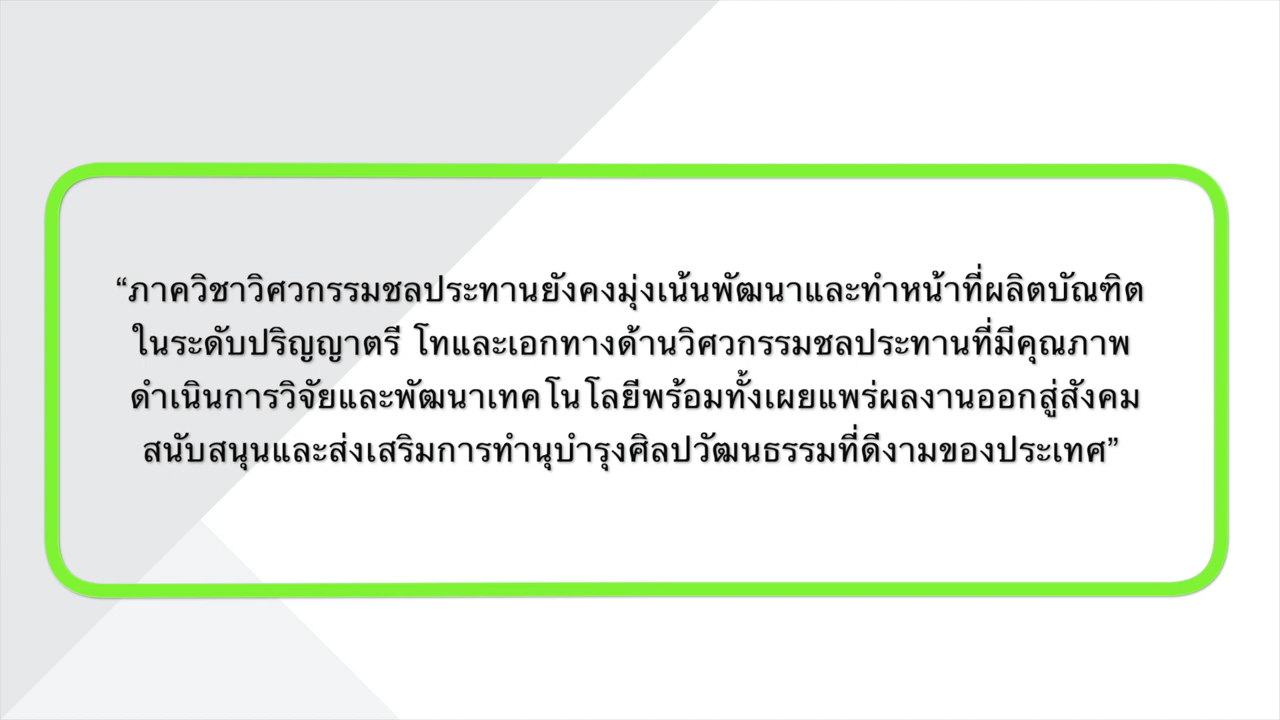 “ภาควิชาวิศวกรรมชลประทานยังคงมุ่งเน้นพัฒนาและทำหน้าที่ผลิตบัณฑิต
ในระดับปริญญาตรี โทและเอกทางด้านวิศวกรรมชลประทานที่มีคุณภาพ
ดำเนินการวิจัยและพัฒนาเทคโนโลยีพร้อมทั้งเผยแพร่ผลงานออกสู่สังคม
สนับสนุนและส่งเสริมการทำนุบำรุงศิลปวัฒนธรรมที่ดีงามของประเทศ”